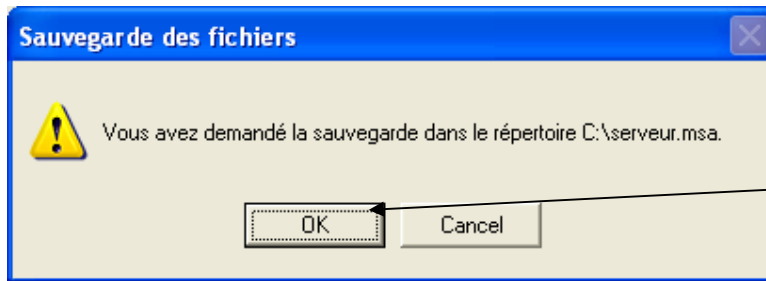 Sauvegarde des fichiers
Vous avez demandé la sauvegarde dans le répertoire C:\serveur.msa.
OK Cancel